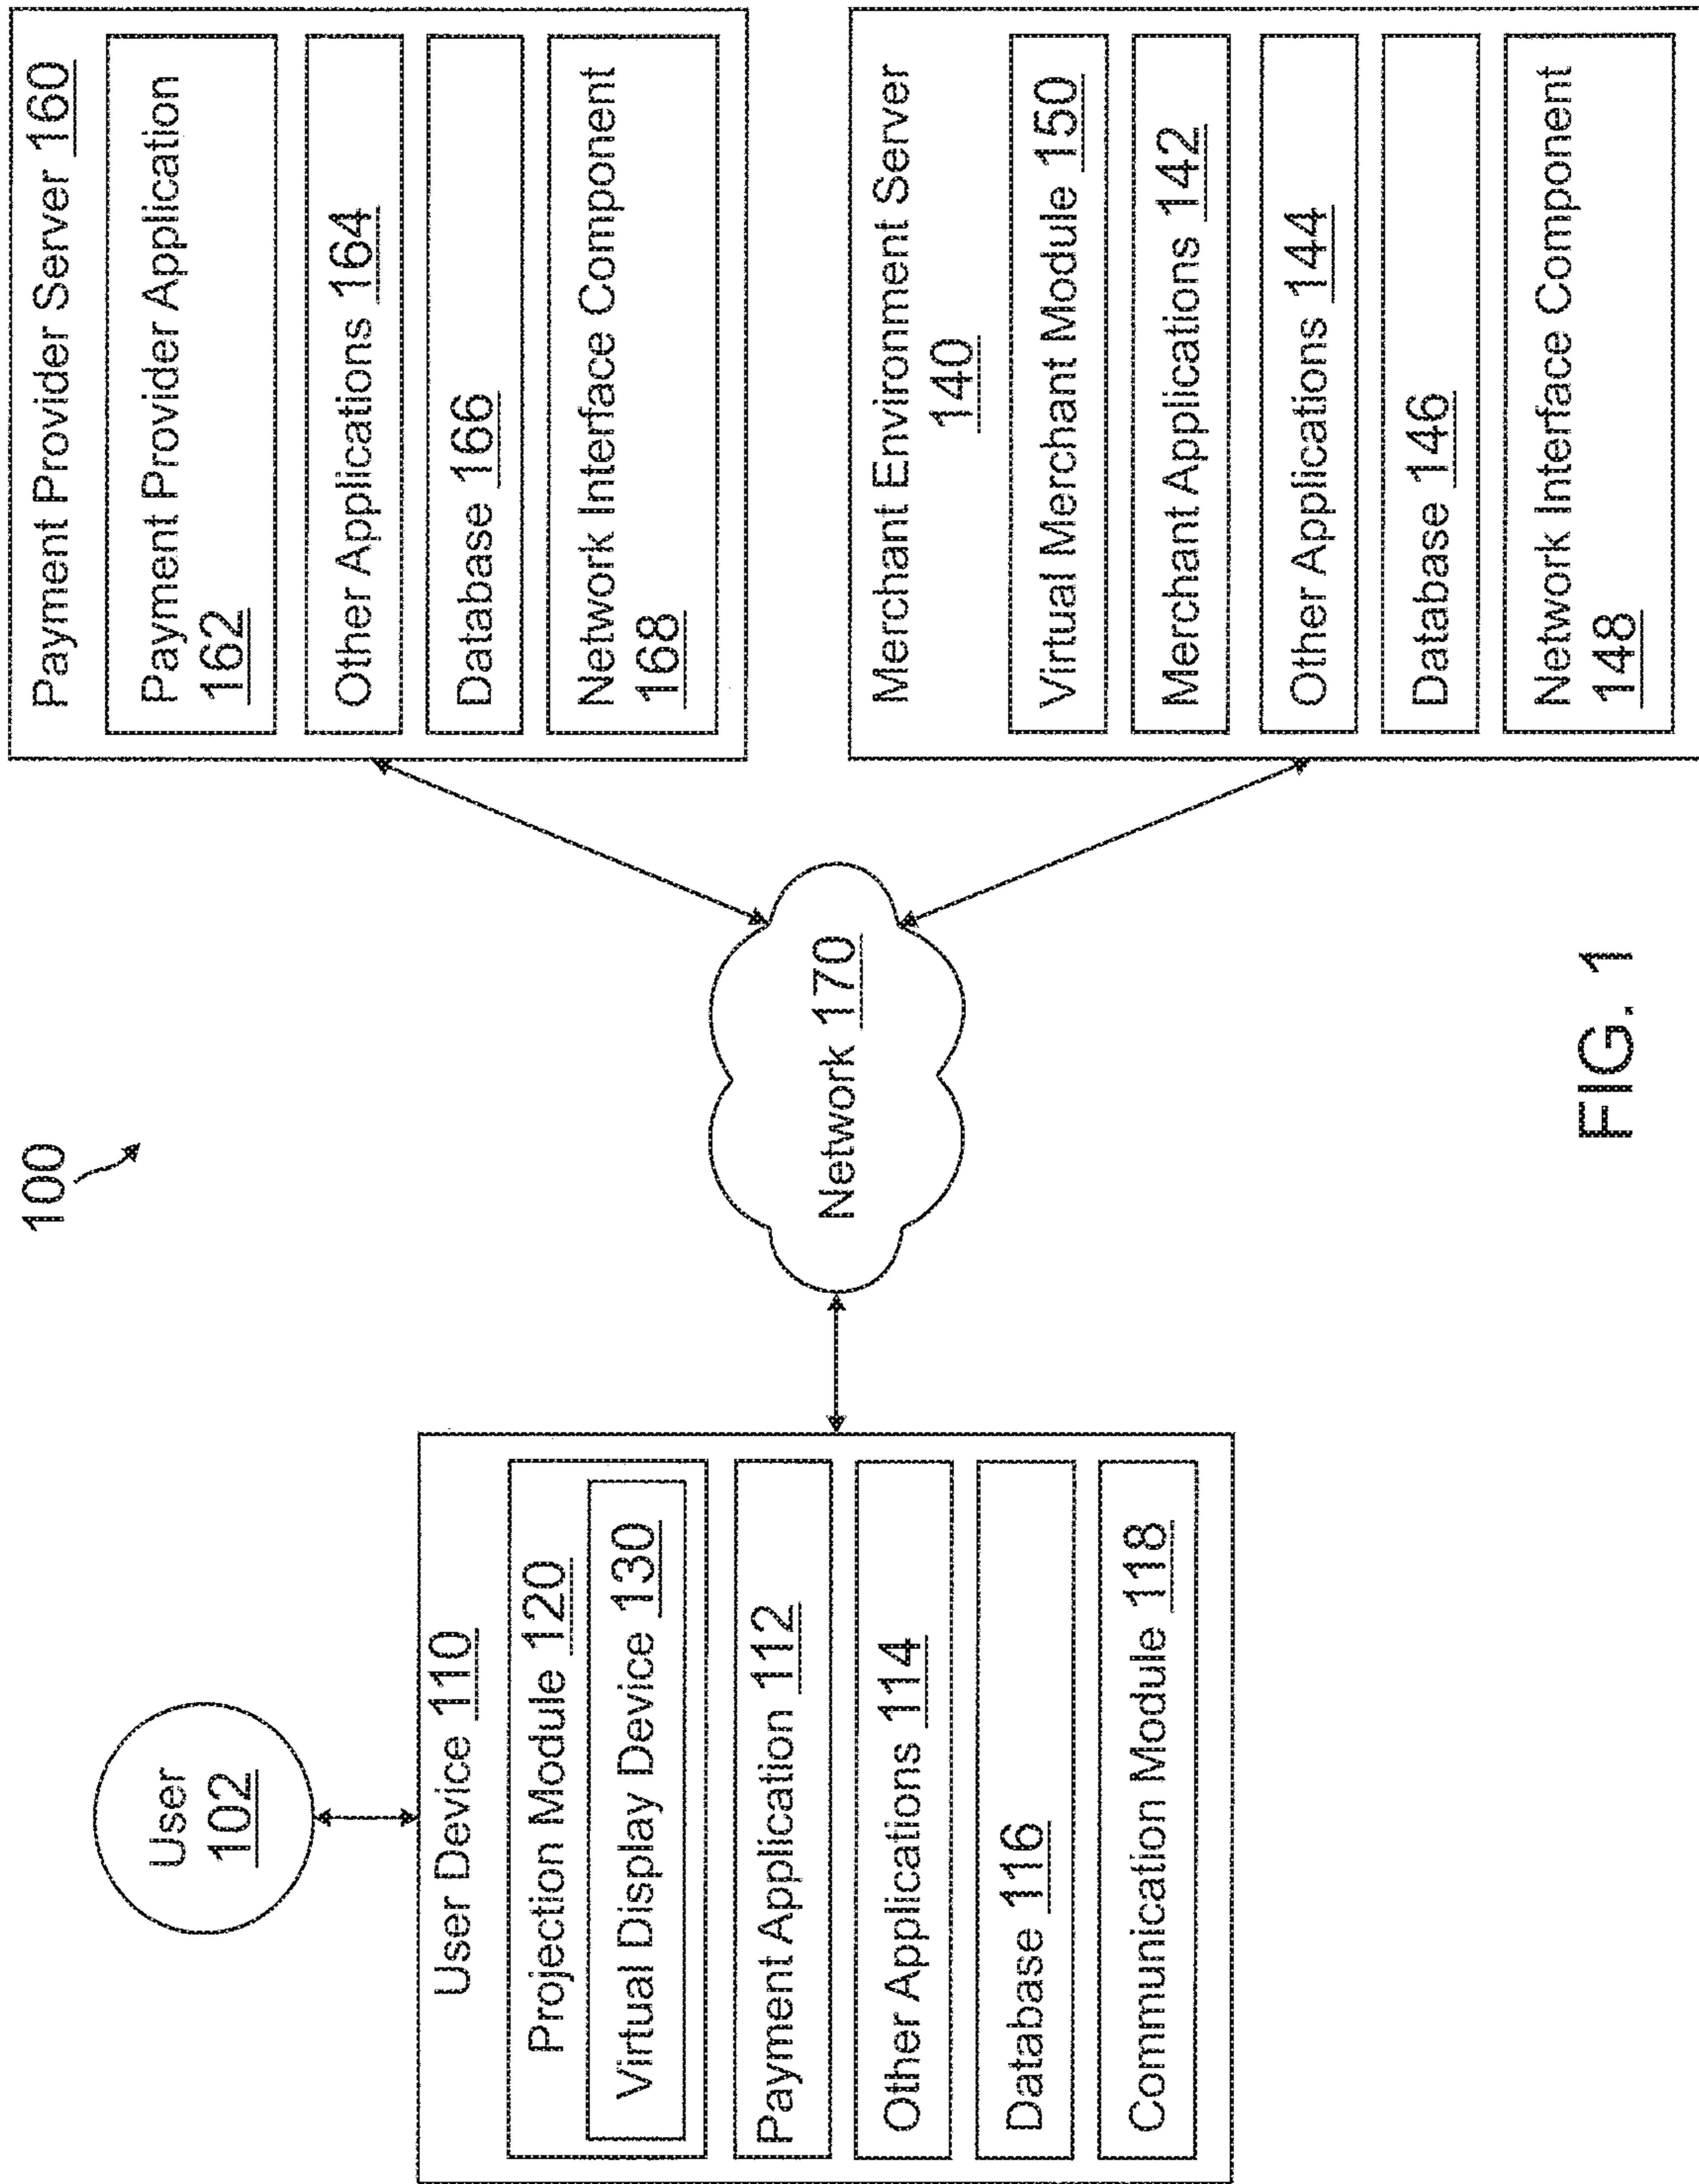 100
User
102
User Device 110
Projection Module 120
Virtual Display Device 130
Payment Application 112
Other Applications 114
Database 116
Communication Module 118
Network 170
Payment Provider Server 160
Payment Provider Application
162
Other Applications 164
Database 166
Network Interface Component
168
Merchant Environment Server
140
Virtual Merchant Module 150
Merchant Applications 142
Other Applications 144
Database 146
Network Interface Component
148
FIG. 1